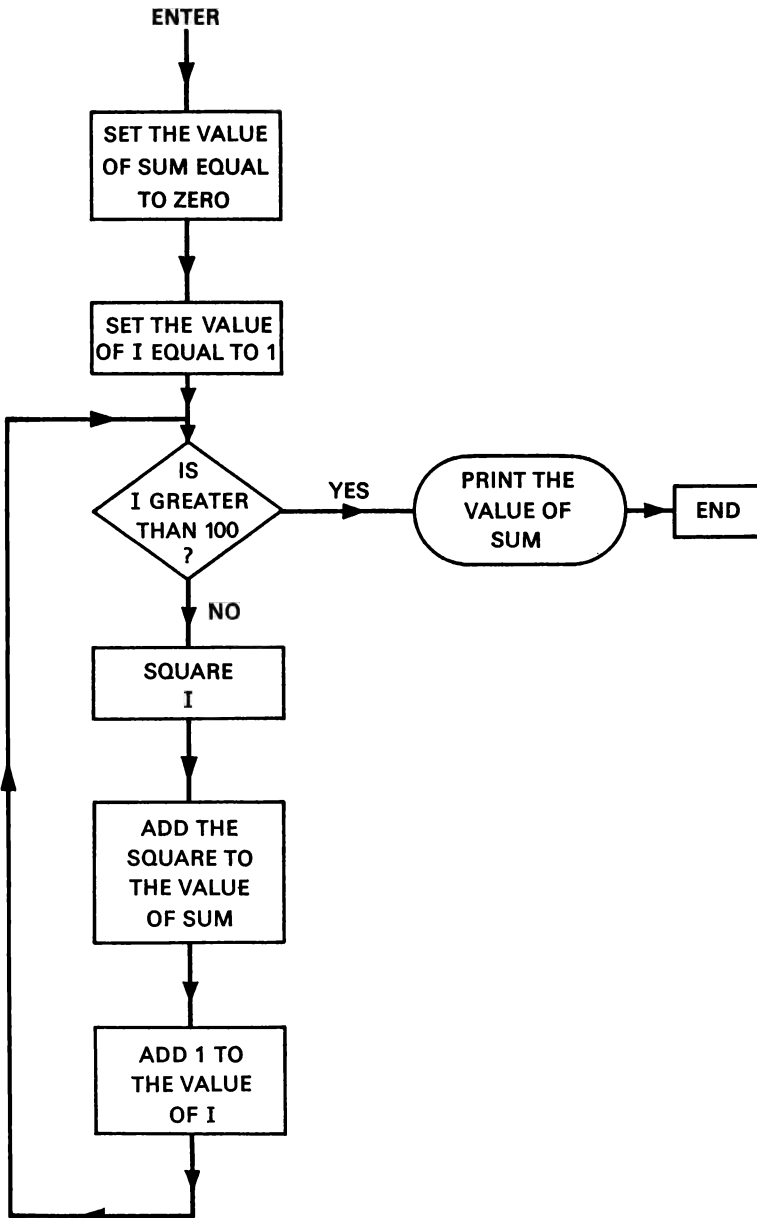 ENTER
SET THE VALUE
OF SUM EQUAL
TO ZERO
SET THE VALUE
OF I EQUAL TO 1
IS
I GREATER
THAN 100
?
YES
PRINT THE
VALUE OF
SUM
END
NO
SQUARE
I
ADD THE
SQUARE TO
THE VALUE
OF SUM
ADD 1 TO
THE VALUE
OF I